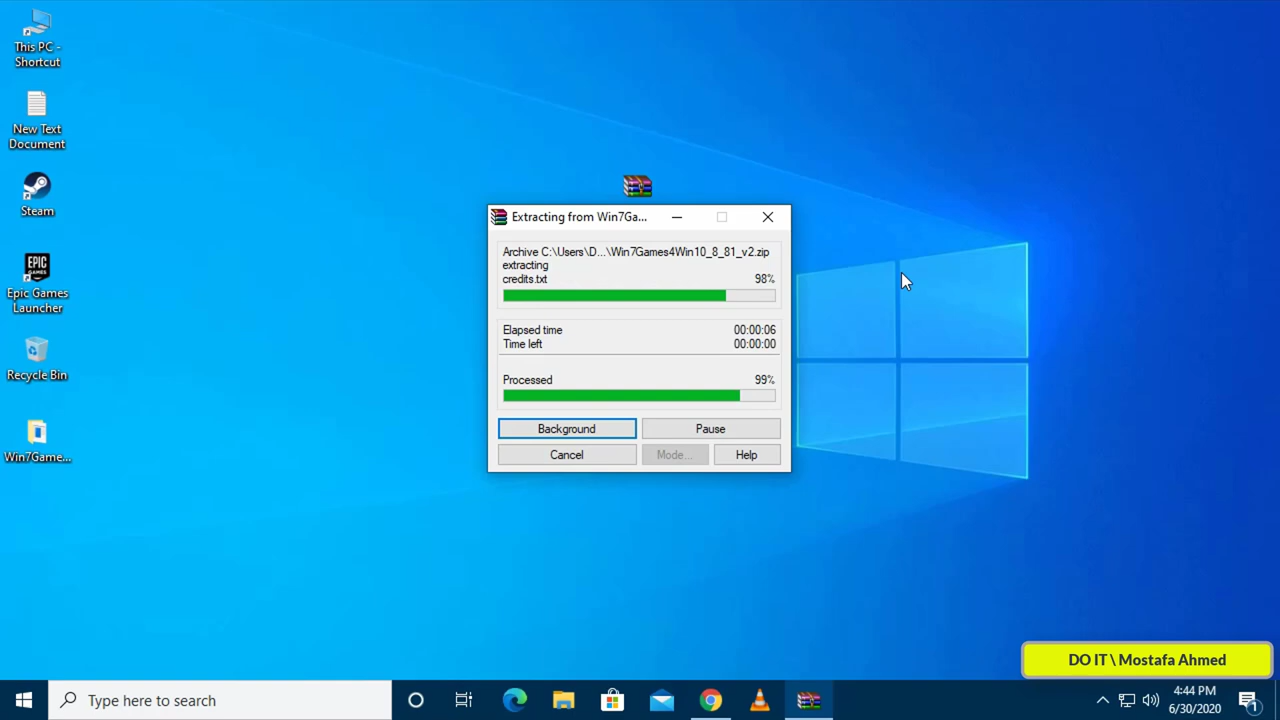 This PC -
Shortcut
New Text
Document
Steam
EPIC
GAMES
Epic Games
Launcher
Recycle Bin
Win7Game...
Extracting from Win7Ga...
Archive C:\Users\D...\Win7Games4Win10_8_81_v2.zip
extracting
credits.txt 98%
Elapsed time 00:00:06
Time left 00:00:00
Processed 99%
Background Pause
Cancel Mode... Help
DO IT \ Mostafa Ahmed
Type here to search
4:44 PM
6/30/2020
1